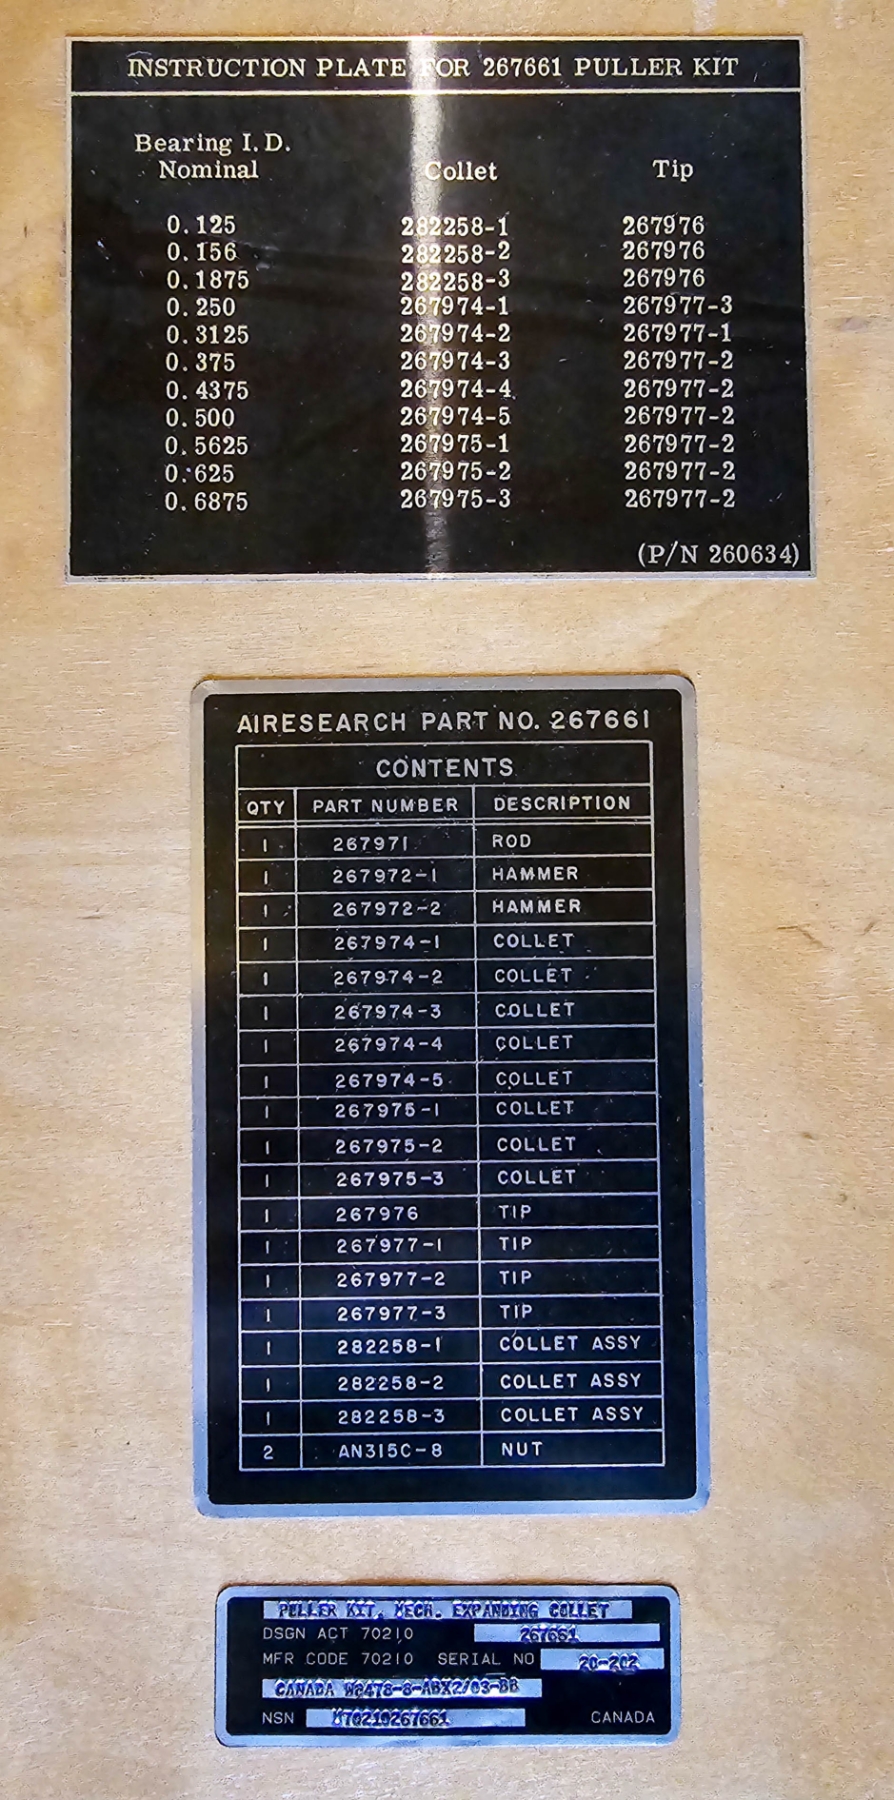 INSTRUCTION PLATE FOR 267661 PULLER KIT
Bearing I.D. Nominal Collet Tip
0.125 282258-1 267976
0.156 282258-2 267976
0.1875 282258-3 267976
0.250 267974-1 267977-3
0.3125 267974-2 267977-1
0.375 267974-3 267977-2
0.4375 267974-4 267977-2
0.500 267974-5 267977-2
0.5625 267975-1 267977-2
0.625 267975-2 267977-2
0.6875 267975-3 267977-2
(P/N 260634)
AIRESEARCH PART NO. 267661
CONTENTS
QTY PART NUMBER DESCRIPTION
1 267971 ROD
1 267972-1 HAMMER
1 267972-2 HAMMER
1 267974-1 COLLET
1 267974-2 COLLET
1 267974-3 COLLET
1 267974-4 COLLET
1 267974-5 COLLET
1 267975-1 COLLET
1 267975-2 COLLET
1 267975-3 COLLET
1 267976 TIP
1 267977-1 TIP
1 267977-2 TIP
1 267977-3 TIP
1 282258-1 COLLET ASSY
1 282258-2 COLLET ASSY
1 282258-3 COLLET ASSY
2 AN315C-8 NUT
PULLER KIT, MECH. EXPANDING COLLET
DSGN ACT 70210 267661
MFR CODE 70210 SERIAL NO 20-202
CANADA W8478-8-ABX2/03-BB
NSN X70210267661 CANADA